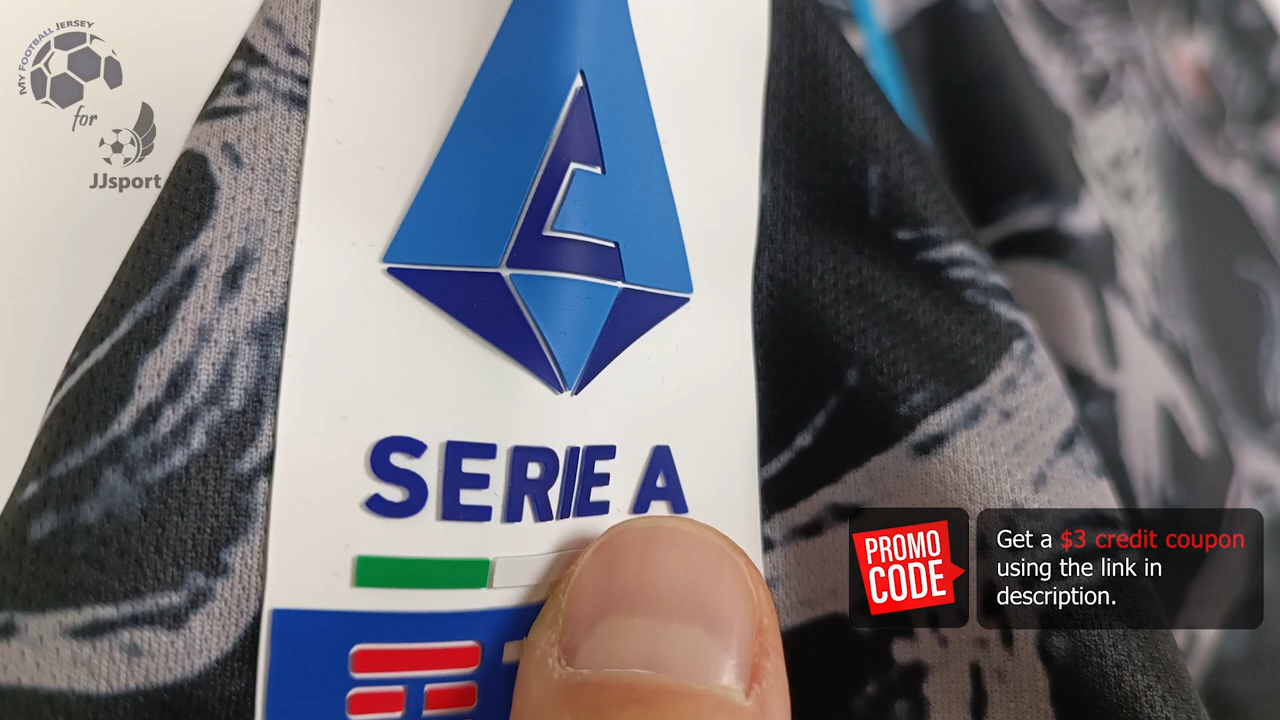 MY FOOTBALL JERSEY
for
JJsport
SERIE A
PROMO
CODE
Get a $3 credit coupon
using the link in
description.